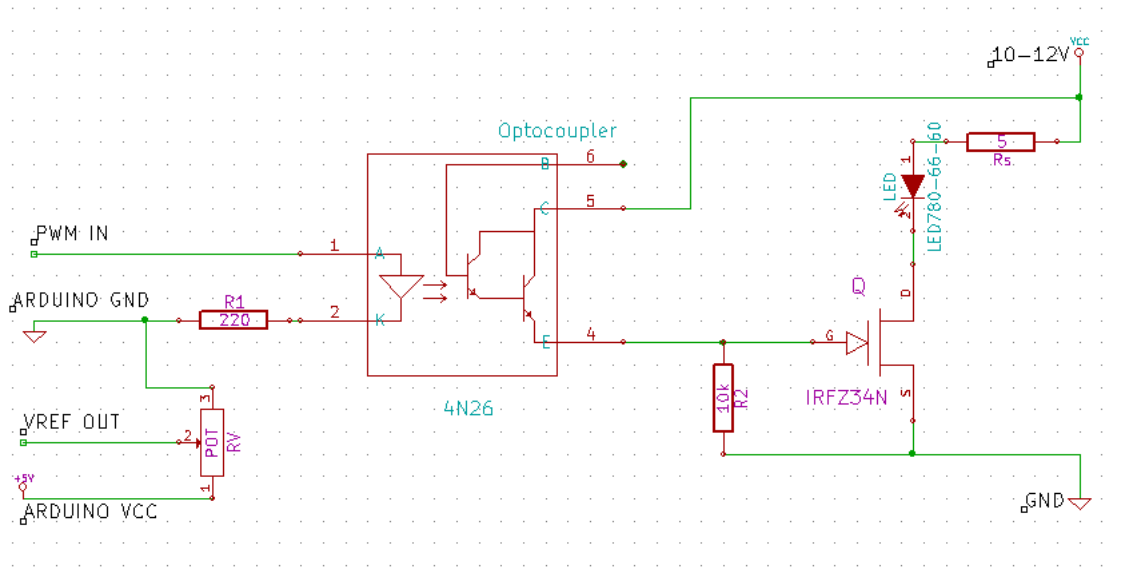 VCC
10-12V
Optocoupler
B 6
5
Rs
1
C 5
LED
LED780-66-60
2
PWM IN
1 A
Q
D
ARDUINO GND
R1
220
2 K
E 4
G
10k
R2
IRFZ34N
S
3
4N26
VREF OUT
2
POT
RV
+5V
1
ARDUINO VCC
GND